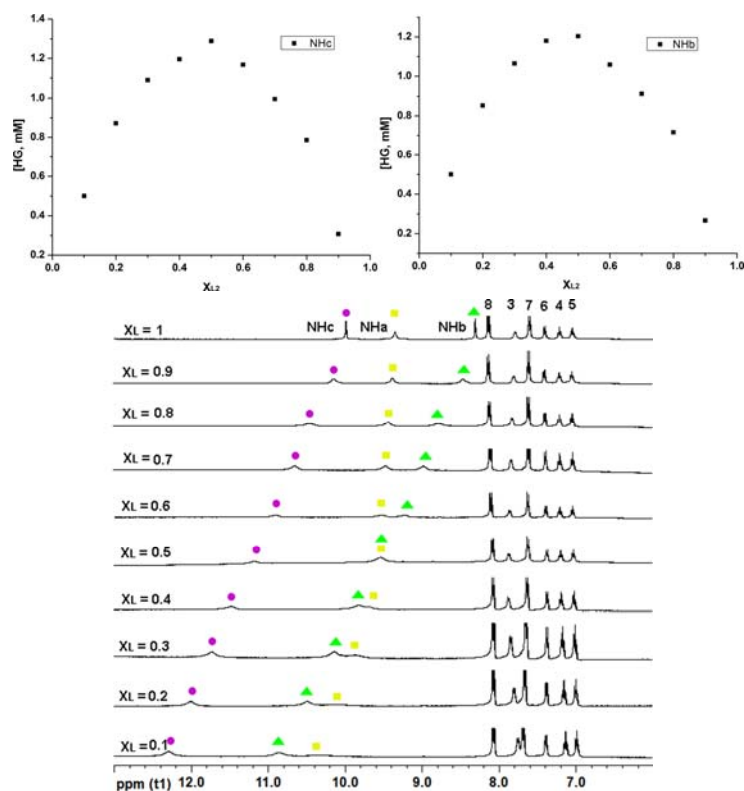 1.4
1.2
1.0
0.8
0.6
0.4
0.2
[HG, mM]
NHc
0.0 0.2 0.4 0.6 0.8 1.0
XL2
1.2
1.0
0.8
0.6
0.4
0.2
[HG, mM]
NHb
0.0 0.2 0.4 0.6 0.8 1.0
XL2
8 3 7 6 4 5
XL = 1 NHc NHa NHb
XL = 0.9
XL = 0.8
XL = 0.7
XL = 0.6
XL = 0.5
XL = 0.4
XL = 0.3
XL = 0.2
XL = 0.1
12.0 11.0 10.0 9.0 8.0 7.0
ppm (t1)